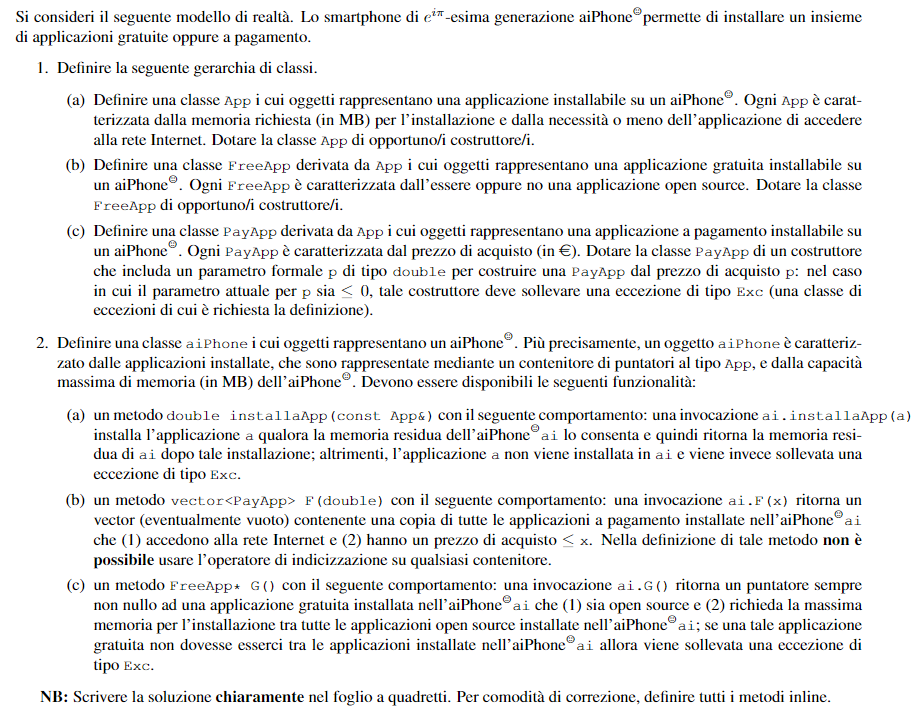 Si consideri il seguente modello di realtà. Lo smartphone di e^{iπ}-esima generazione aiPhone☺permette di installare un insieme
di applicazioni gratuite oppure a pagamento.
1. Definire la seguente gerarchia di classi.
(a) Definire una classe App i cui oggetti rappresentano una applicazione installabile su un aiPhone☺. Ogni App è carat-
terizzata dalla memoria richiesta (in MB) per l'installazione e dalla necessità o meno dell'applicazione di accedere
alla rete Internet. Dotare la classe App di opportuno/i costruttore/i.
(b) Definire una classe FreeApp derivata da App i cui oggetti rappresentano una applicazione gratuita installabile su
un aiPhone☺. Ogni FreeApp è caratterizzata dall'essere oppure no una applicazione open source. Dotare la classe
FreeApp di opportuno/i costruttore/i.
(c) Definire una classe PayApp derivata da App i cui oggetti rappresentano una applicazione a pagamento installabile su
un aiPhone☺. Ogni PayApp è caratterizzata dal prezzo di acquisto (in €). Dotare la classe PayApp di un costruttore
che includa un parametro formale p di tipo double per costruire una PayApp dal prezzo di acquisto p: nel caso
in cui il parametro attuale per p sia ≤ 0, tale costruttore deve sollevare una eccezione di tipo Exc (una classe di
eccezioni di cui è richiesta la definizione).
2. Definire una classe aiPhone i cui oggetti rappresentano un aiPhone☺. Più precisamente, un oggetto aiPhone è caratteriz-
zato dalle applicazioni installate, che sono rappresentate mediante un contenitore di puntatori al tipo App, e dalla capacità
massima di memoria (in MB) dell'aiPhone☺. Devono essere disponibili le seguenti funzionalità:
(a) un metodo double installaApp(const App&) con il seguente comportamento: una invocazione ai.installaApp(a)
installa l'applicazione a qualora la memoria residua dell'aiPhone☺ai lo consenta e quindi ritorna la memoria resi-
dua di ai dopo tale installazione; altrimenti, l'applicazione a non viene installata in ai e viene invece sollevata una
eccezione di tipo Exc.
(b) un metodo vector<PayApp> F(double) con il seguente comportamento: una invocazione ai.F(x) ritorna un
vector (eventualmente vuoto) contenente una copia di tutte le applicazioni a pagamento installate nell'aiPhone☺ai
che (1) accedono alla rete Internet e (2) hanno un prezzo di acquisto ≤ x. Nella definizione di tale metodo non è
possibile usare l'operatore di indicizzazione su qualsiasi contenitore.
(c) un metodo FreeApp* G() con il seguente comportamento: una invocazione ai.G() ritorna un puntatore sempre
non nullo ad una applicazione gratuita installata nell'aiPhone☺ai che (1) sia open source e (2) richieda la massima
memoria per l'installazione tra tutte le applicazioni open source installate nell'aiPhone☺ai; se una tale applicazione
gratuita non dovesse esserci tra le applicazioni installate nell'aiPhone☺ai allora viene sollevata una eccezione di
tipo Exc.
NB: Scrivere la soluzione chiaramente nel foglio a quadretti. Per comodità di correzione, definire tutti i metodi inline.